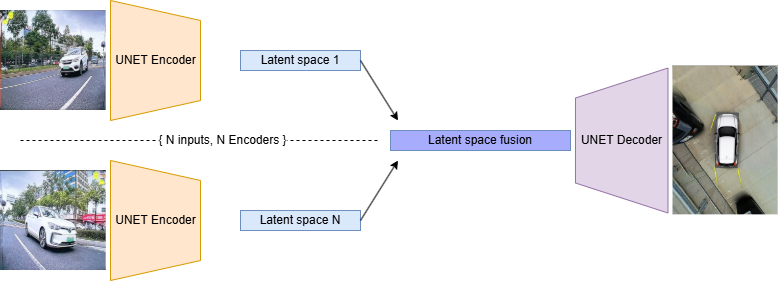 UNET Encoder
Latent space 1
{ N inputs, N Encoders }
Latent space fusion
UNET Decoder
UNET Encoder
Latent space N